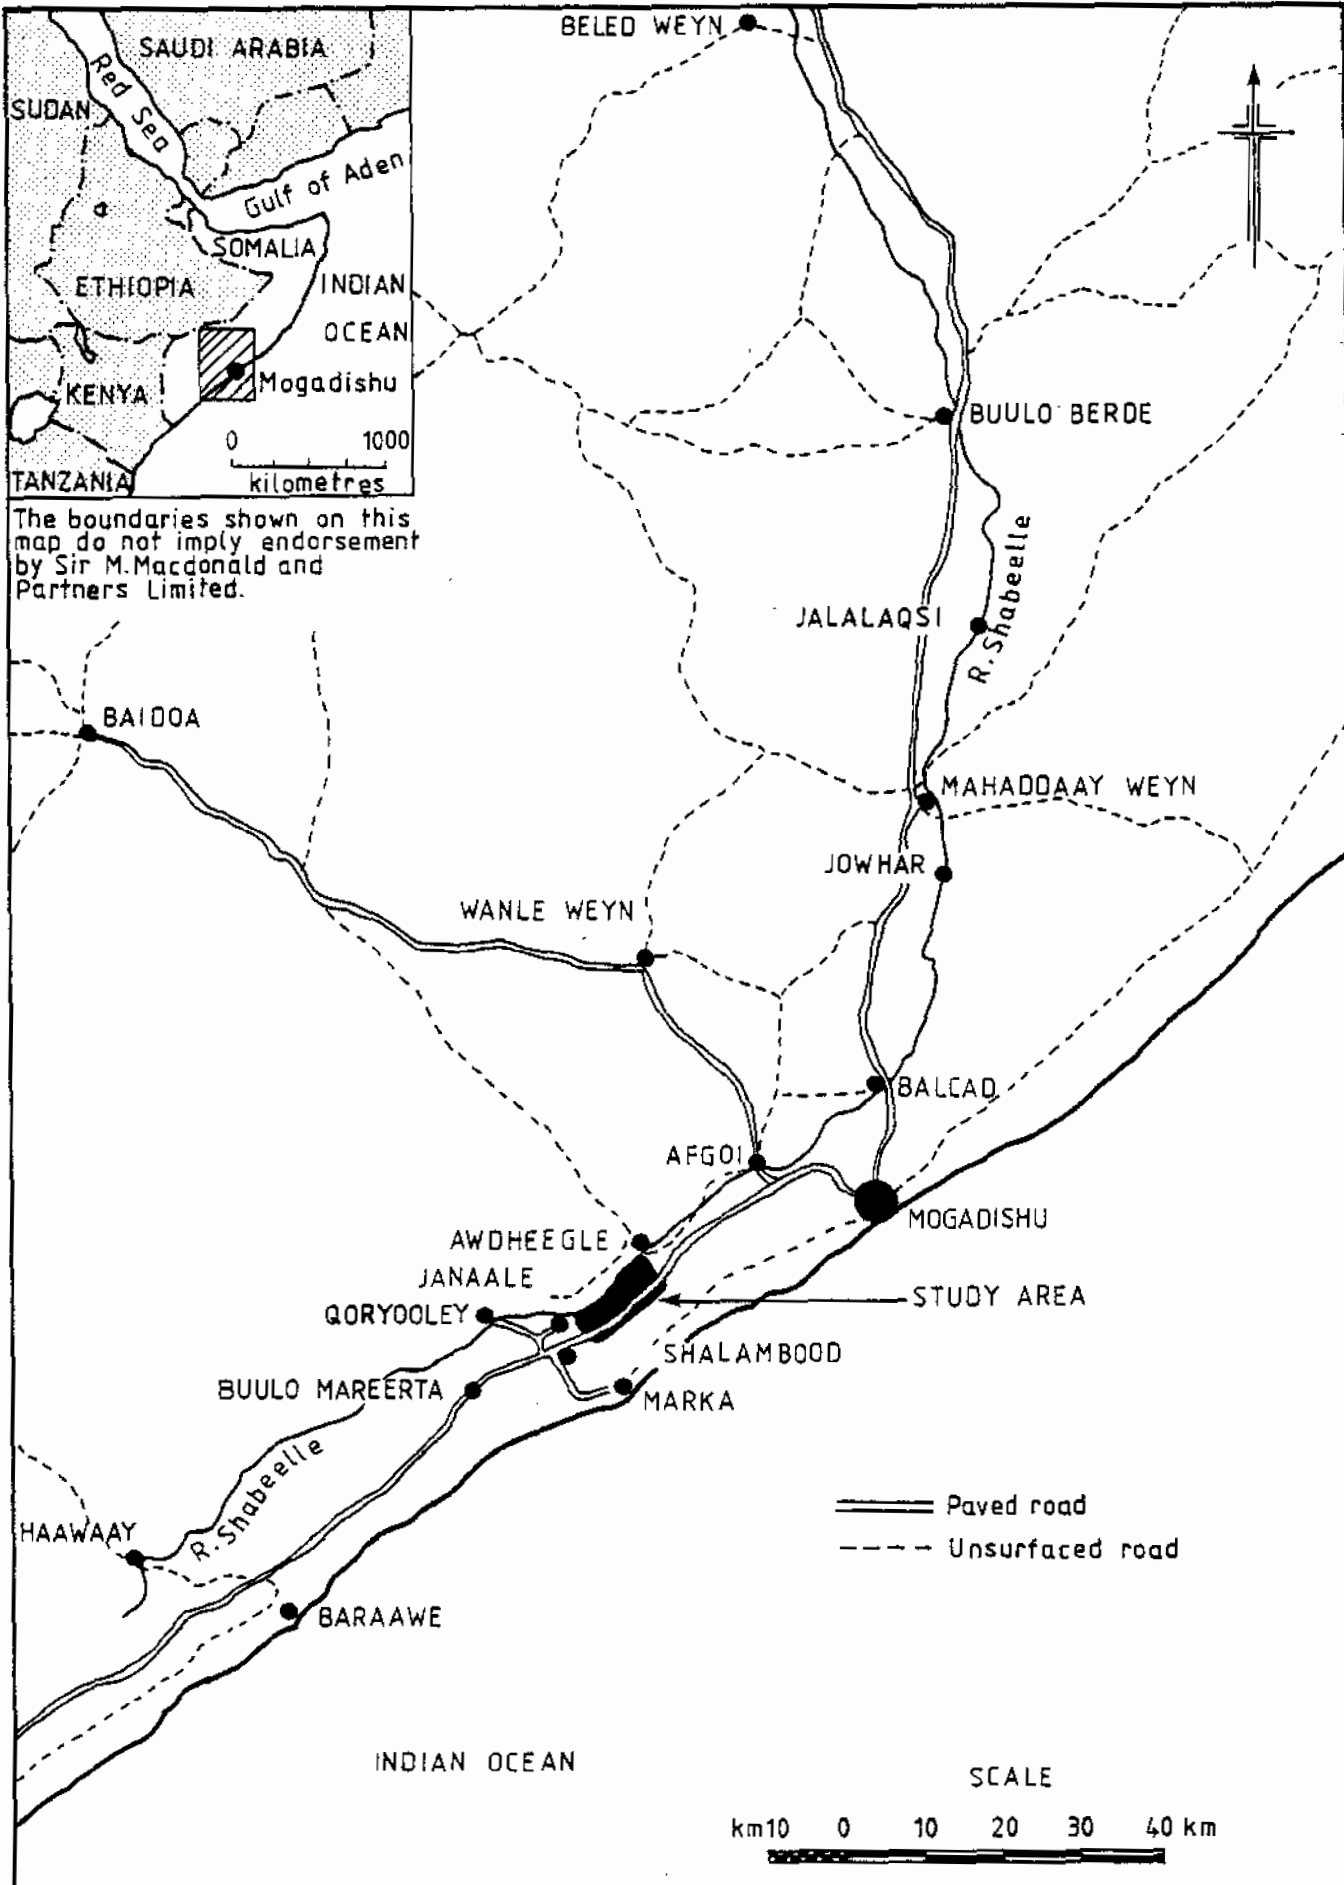 SAUDI ARABIA
Red Sea
SUDAN
Gulf of Aden
SOMALIA
ETHIOPIA
INDIAN
OCEAN
KENYA
Mogadishu
0 1000
kilometres
TANZANIA
The boundaries shown on this
map do not imply endorsement
by Sir M.Macdonald and
Partners Limited.
BELED WEYN
BUULO BERDE
JALALAQSI
R. Shabeelle
BAIDOA
MAHADDAAY WEYN
JOWHAR
WANLE WEYN
BALCAD
AFGOI
MOGADISHU
AWDHEEGLE
JANAALE
STUDY AREA
QORYOOLEY
SHALAMBOOD
BUULO MAREERTA
MARKA
R. Shabeelle
HAAWAAY
BARAAWE
Paved road
Unsurfaced road
INDIAN OCEAN
SCALE
km10 0 10 20 30 40 km